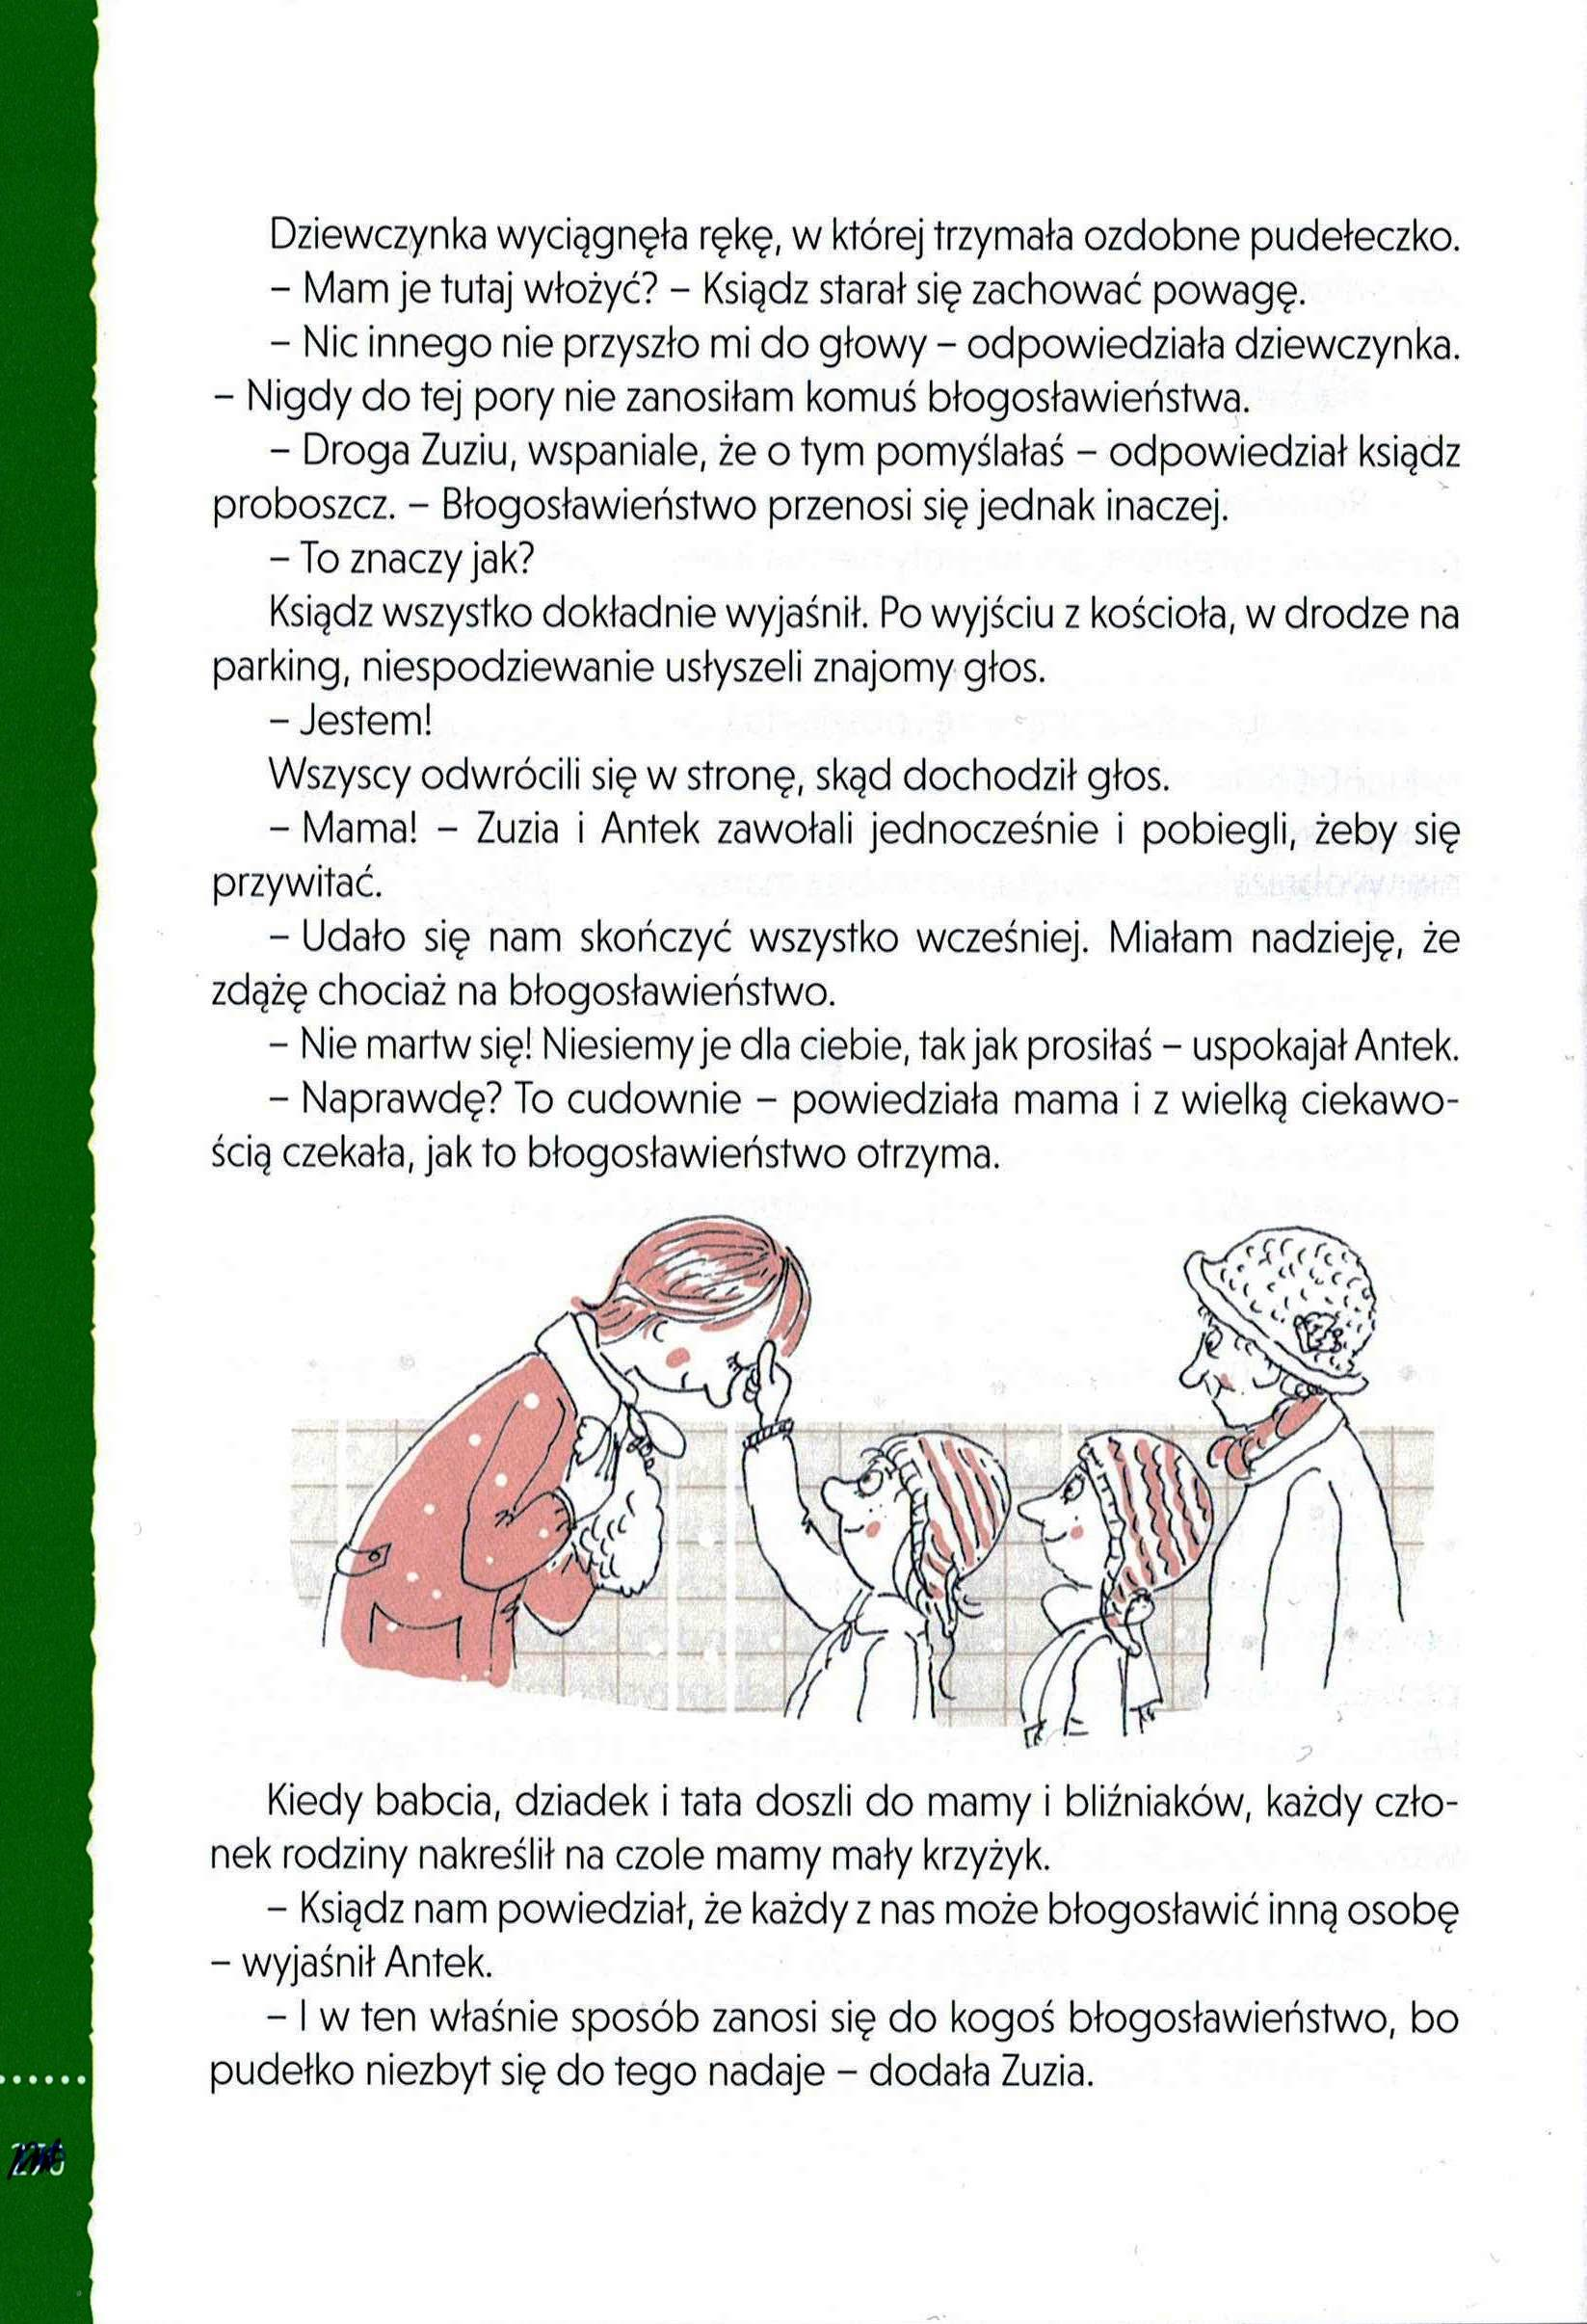 Dziewczynka wyciągnęła rękę, w której trzymała ozdobne pudełeczko.
– Mam je tutaj włożyć? – Ksiądz starał się zachować powagę.
– Nic innego nie przyszło mi do głowy – odpowiedziała dziewczynka.
– Nigdy do tej pory nie zanosiłam komuś błogosławieństwa.
– Droga Zuziu, wspaniale, że o tym pomyślałaś – odpowiedział ksiądz
proboszcz. – Błogosławieństwo przenosi się jednak inaczej.
– To znaczy jak?
Ksiądz wszystko dokładnie wyjaśnił. Po wyjściu z kościoła, w drodze na
parking, niespodziewanie usłyszeli znajomy głos.
– Jestem!
Wszyscy odwrócili się w stronę, skąd dochodził głos.
– Mama! – Zuzia i Antek zawołali jednocześnie i pobiegli, żeby się
przywitać.
– Udało się nam skończyć wszystko wcześniej. Miałam nadzieję, że
zdążę chociaż na błogosławieństwo.
– Nie martw się! Niesiemy je dla ciebie, tak jak prosiłaś – uspokajał Antek.
– Naprawdę? To cudownie – powiedziała mama i z wielką ciekawo-
ścią czekała, jak to błogosławieństwo otrzyma.
Kiedy babcia, dziadek i tata doszli do mamy i bliźniaków, każdy czło-
nek rodziny nakreślił na czole mamy mały krzyżyk.
– Ksiądz nam powiedział, że każdy z nas może błogosławić inną osobę
– wyjaśnił Antek.
– I w ten właśnie sposób zanosi się do kogoś błogosławieństwo, bo
pudełko niezbyt się do tego nadaje – dodała Zuzia.